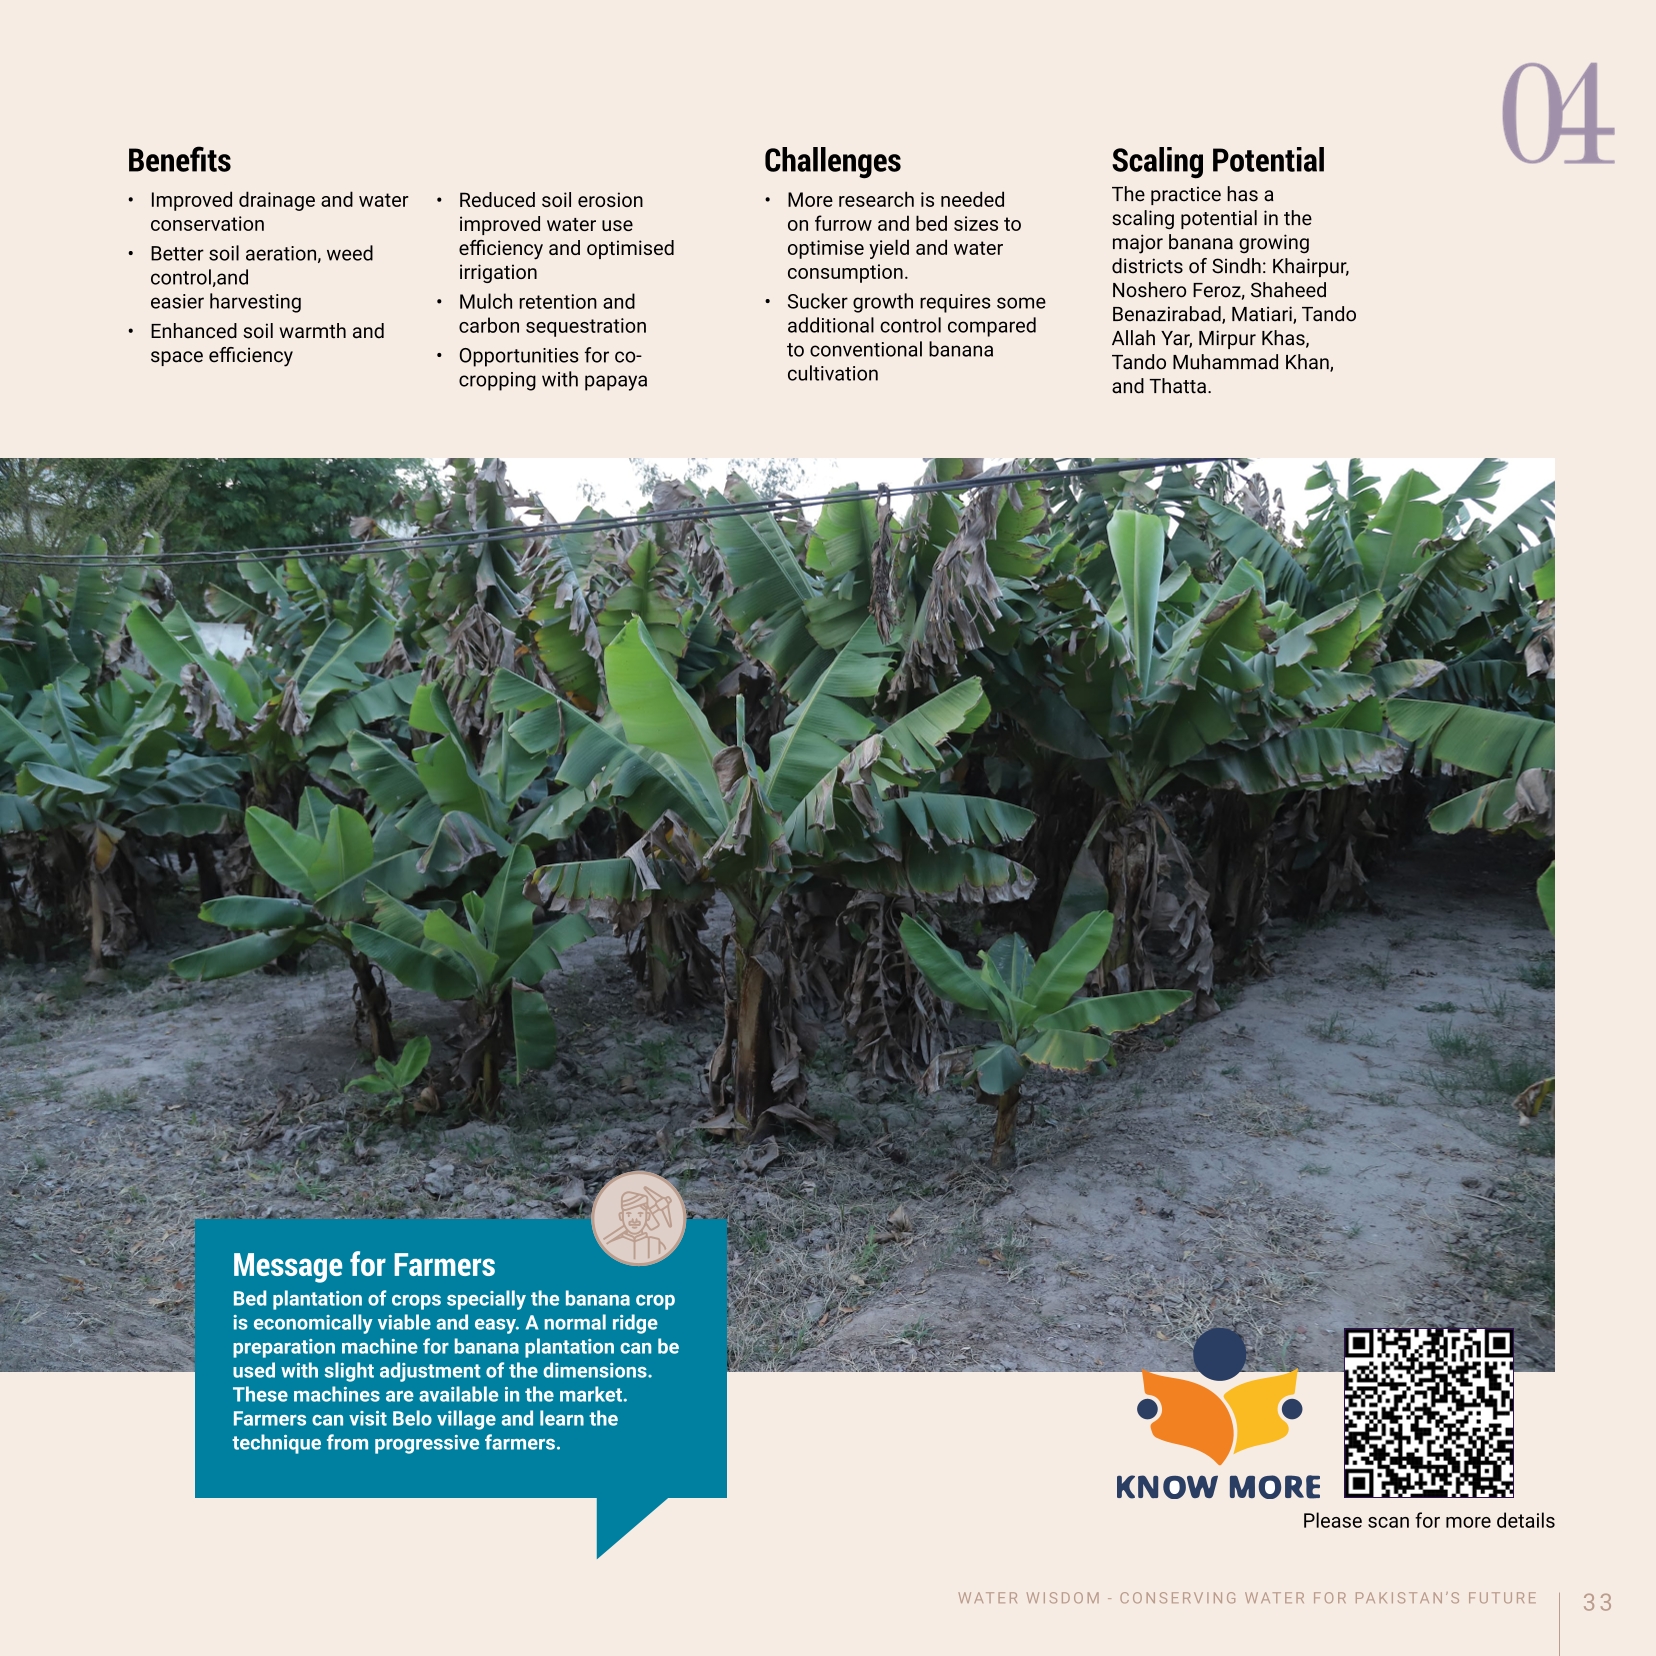 04
Benefits
• Improved drainage and water
conservation
• Better soil aeration, weed
control,and
easier harvesting
• Enhanced soil warmth and
space efficiency
• Reduced soil erosion
improved water use
efficiency and optimised
irrigation
• Mulch retention and
carbon sequestration
• Opportunities for co-
cropping with papaya
Challenges
• More research is needed
on furrow and bed sizes to
optimise yield and water
consumption.
• Sucker growth requires some
additional control compared
to conventional banana
cultivation
Scaling Potential
The practice has a
scaling potential in the
major banana growing
districts of Sindh: Khairpur,
Noshero Feroz, Shaheed
Benazirabad, Matiari, Tando
Allah Yar, Mirpur Khas,
Tando Muhammad Khan,
and Thatta.
Message for Farmers
Bed plantation of crops specially the banana crop
is economically viable and easy. A normal ridge
preparation machine for banana plantation can be
used with slight adjustment of the dimensions.
These machines are available in the market.
Farmers can visit Belo village and learn the
technique from progressive farmers.
KNOW MORE
Please scan for more details
WATER WISDOM - CONSERVING WATER FOR PAKISTAN'S FUTURE
33